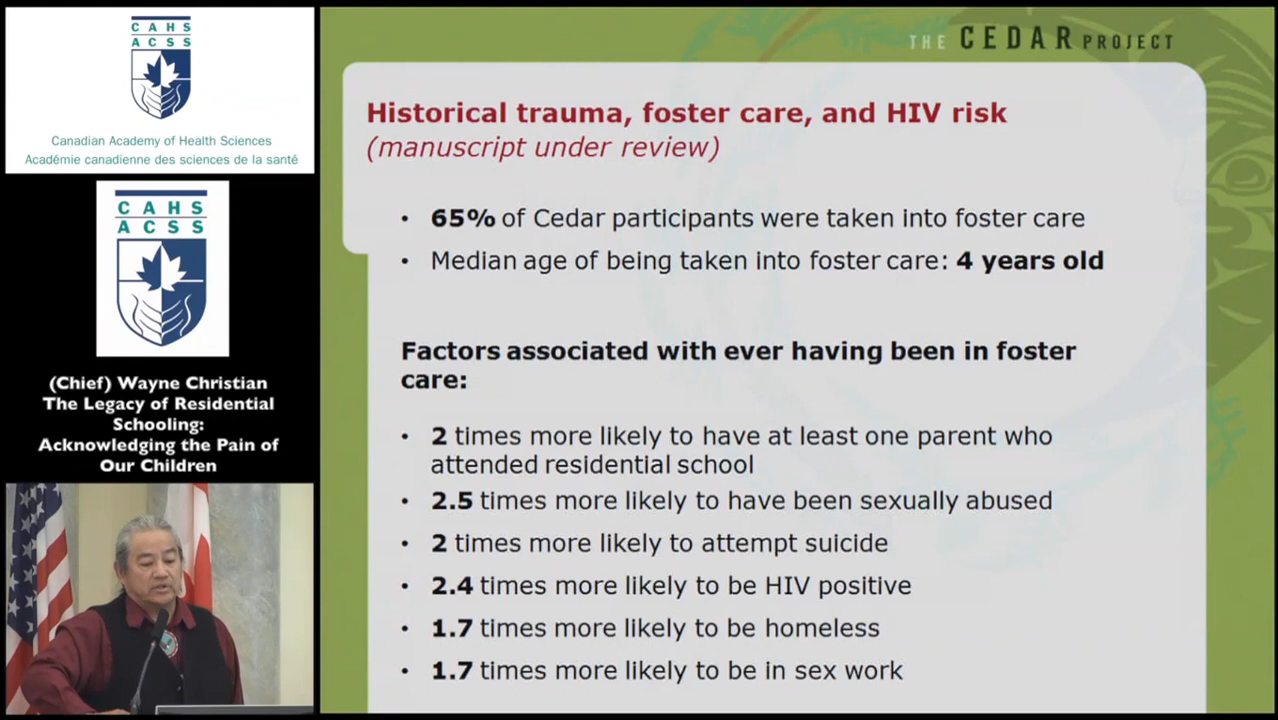 CAHS
ACSS
Canadian Academy of Health Sciences
Académie canadienne des sciences de la santé
CAHS
ACSS
(Chief) Wayne Christian
The Legacy of Residential
Schooling:
Acknowledging the Pain of
Our Children
THE CEDAR PROJECT
Historical trauma, foster care, and HIV risk
(manuscript under review)
• 65% of Cedar participants were taken into foster care
• Median age of being taken into foster care: 4 years old
Factors associated with ever having been in foster
care:
• 2 times more likely to have at least one parent who
attended residential school
• 2.5 times more likely to have been sexually abused
• 2 times more likely to attempt suicide
• 2.4 times more likely to be HIV positive
• 1.7 times more likely to be homeless
• 1.7 times more likely to be in sex work